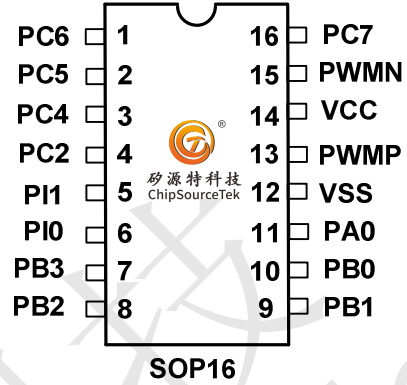 PC6 1 16 PC7
PC5 2 15 PWMN
PC4 3 14 VCC
®
PC2 4 13 PWMP
矽源特科技
PI1 5 12 VSS
ChipSourceTek
PI0 6 11 PA0
PB3 7 10 PB0
PB2 8 9 PB1
SOP16